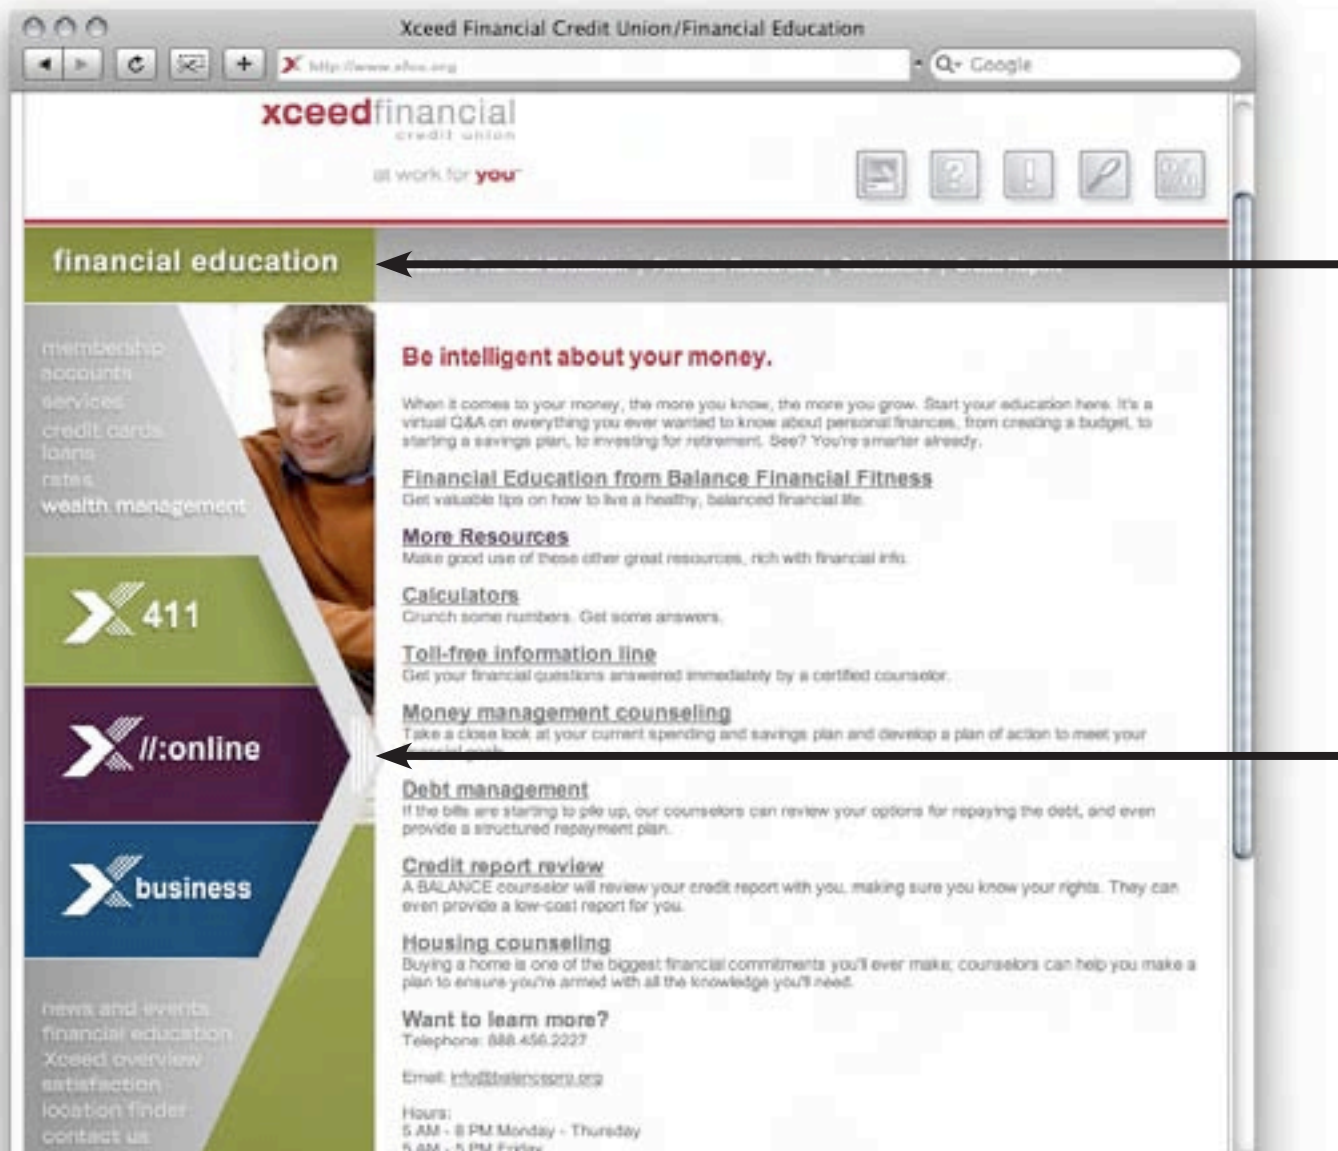 Xceed Financial Credit Union/Financial Education
Google
xceedfinancial
credit union
at work for you
financial education
membership
accounts
services
credit cards
loans
rates
wealth management
X 411
X //:online
X business
news and events
financial education
Xceed overview
satisfaction
location finder
contact us
Be intelligent about your money.
When it comes to your money, the more you know, the more you grow. Start your education here. It's a
virtual Q&A on everything you ever wanted to know about personal finances, from creating a budget, to
starting a savings plan, to investing for retirement. See? You're smarter already.
Financial Education from Balance Financial Fitness
Get valuable tips on how to live a healthy, balanced financial life.
More Resources
Make good use of these other great resources, rich with financial info.
Calculators
Crunch some numbers. Get some answers.
Toll-free information line
Get your financial questions answered immediately by a certified counselor.
Money management counseling
Take a close look at your current spending and savings plan and develop a plan of action to meet your
Debt management
If the bills are starting to pile up, our counselors can review your options for repaying the debt, and even
provide a structured repayment plan.
Credit report review
A BALANCE counselor will review your credit report with you, making sure you know your rights. They can
even provide a low-cost report for you.
Housing counseling
Buying a home is one of the biggest financial commitments you'll ever make; counselors can help you make a
plan to ensure you're armed with all the knowledge you'll need.
Want to learn more?
Telephone: 888.456.2227
Email: info@balancepro.org
Hours:
5 AM - 8 PM Monday - Thursday
5 AM - 5 PM Friday